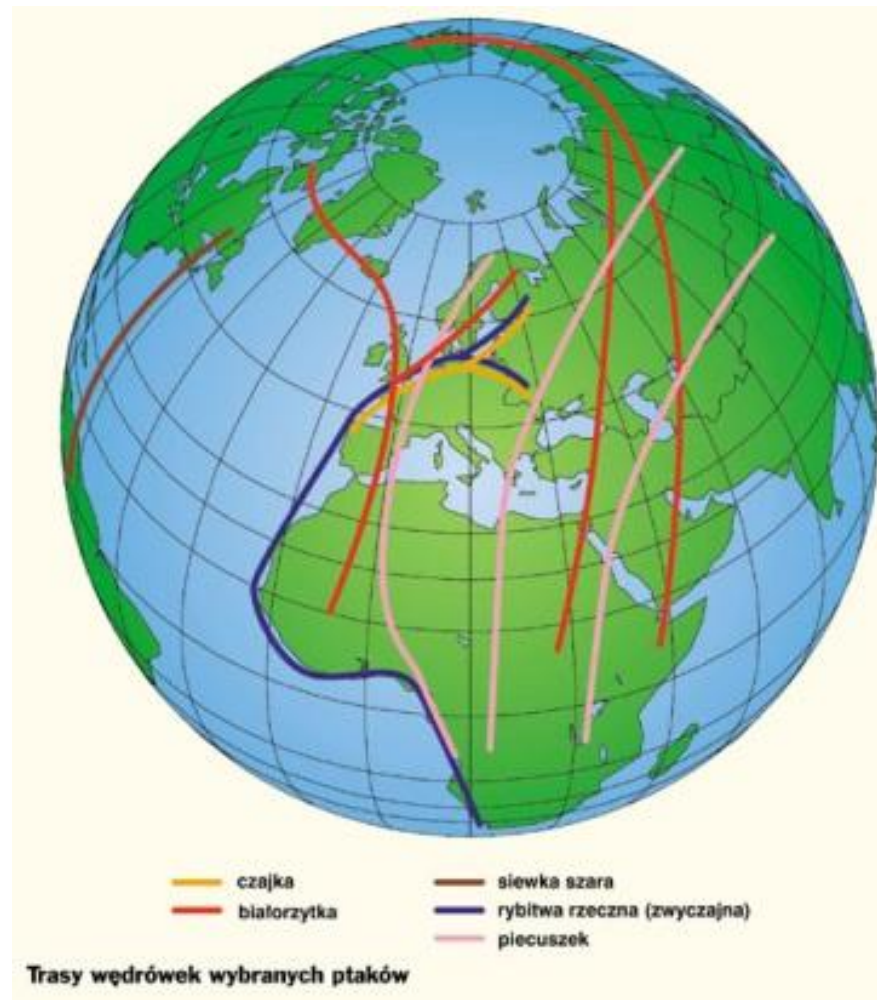 czajka
białorzytka
siewka szara
rybitwa rzeczna (zwyczajna)
piecuszek
Trasy wędrówek wybranych ptaków